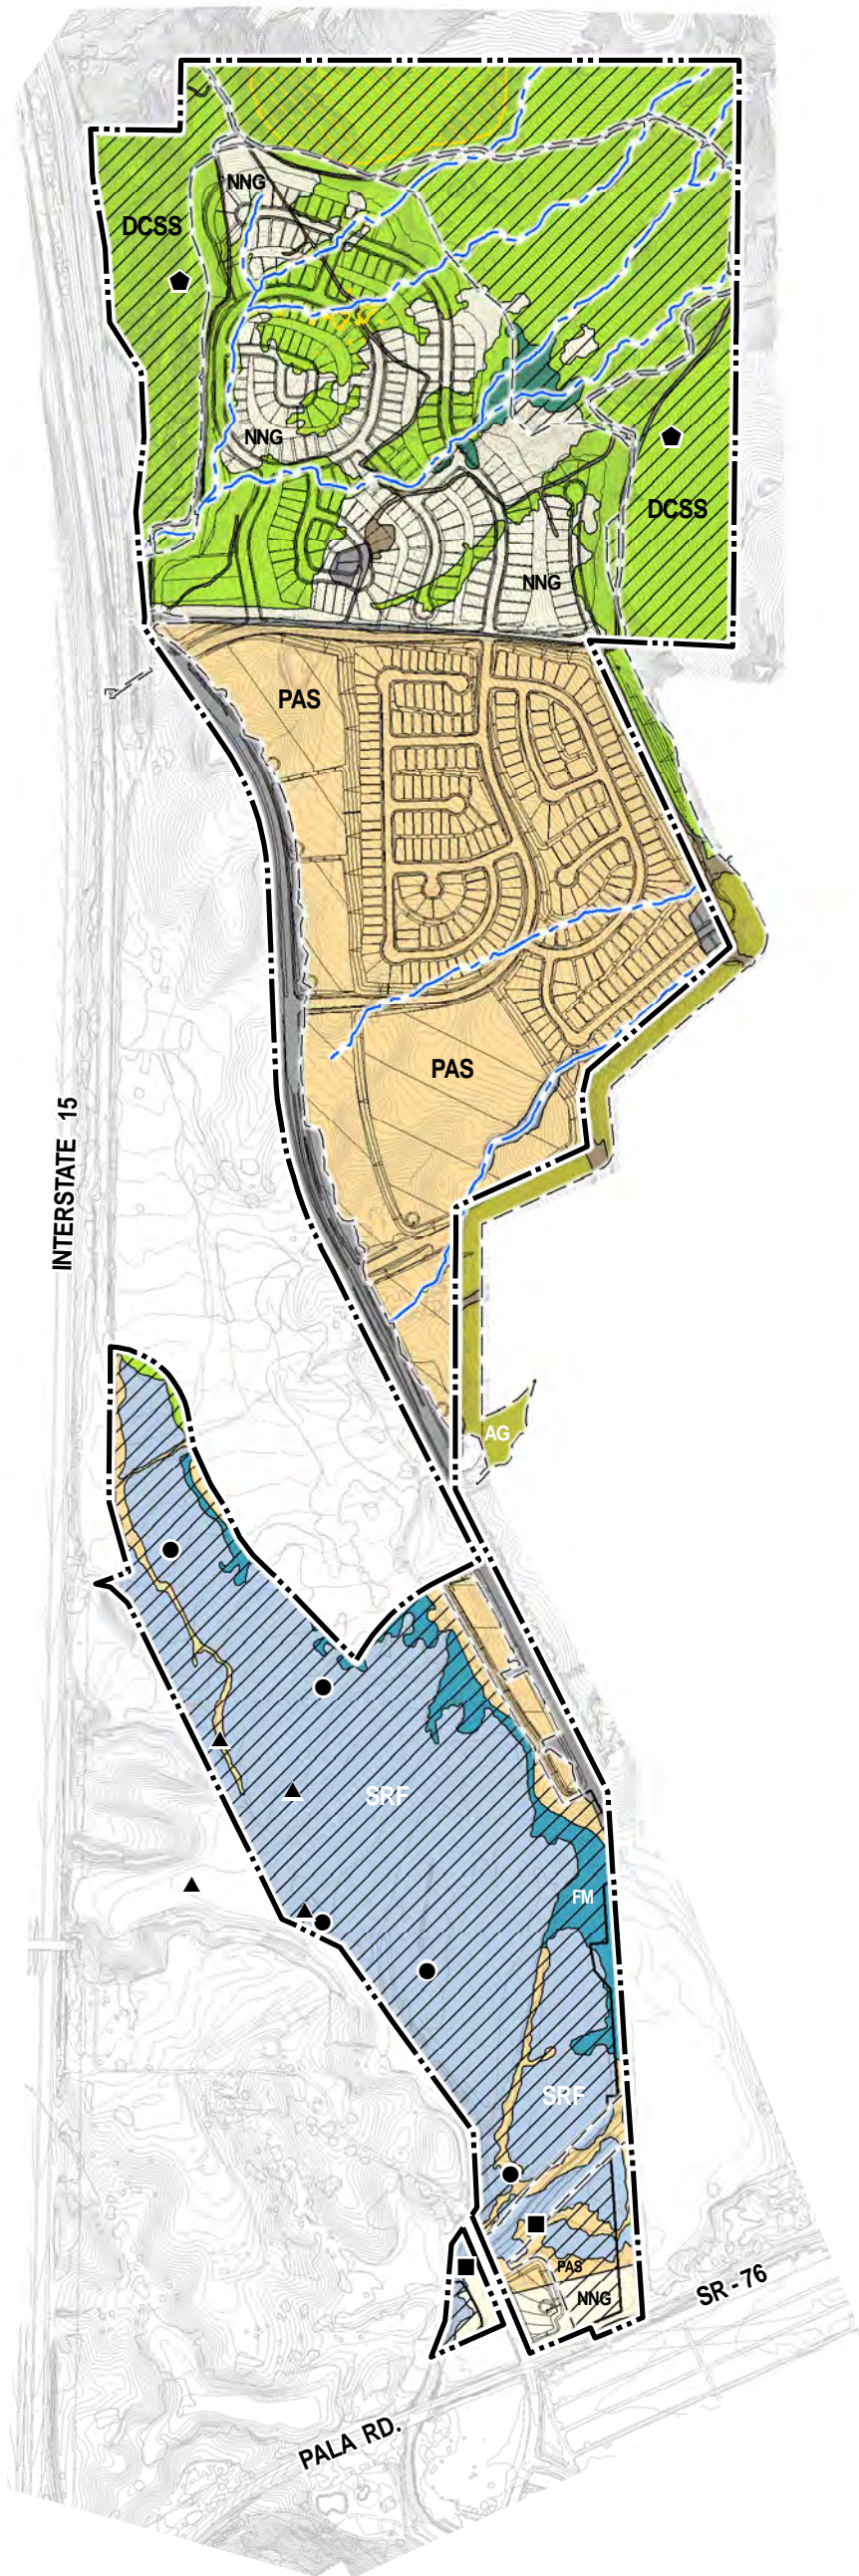 NNG
DCSS
NNG
DCSS
NNG
PAS
PAS
INTERSTATE 15
AG
SRF
FM
SRF
PAS
NNG
SR - 76
PALA RD.